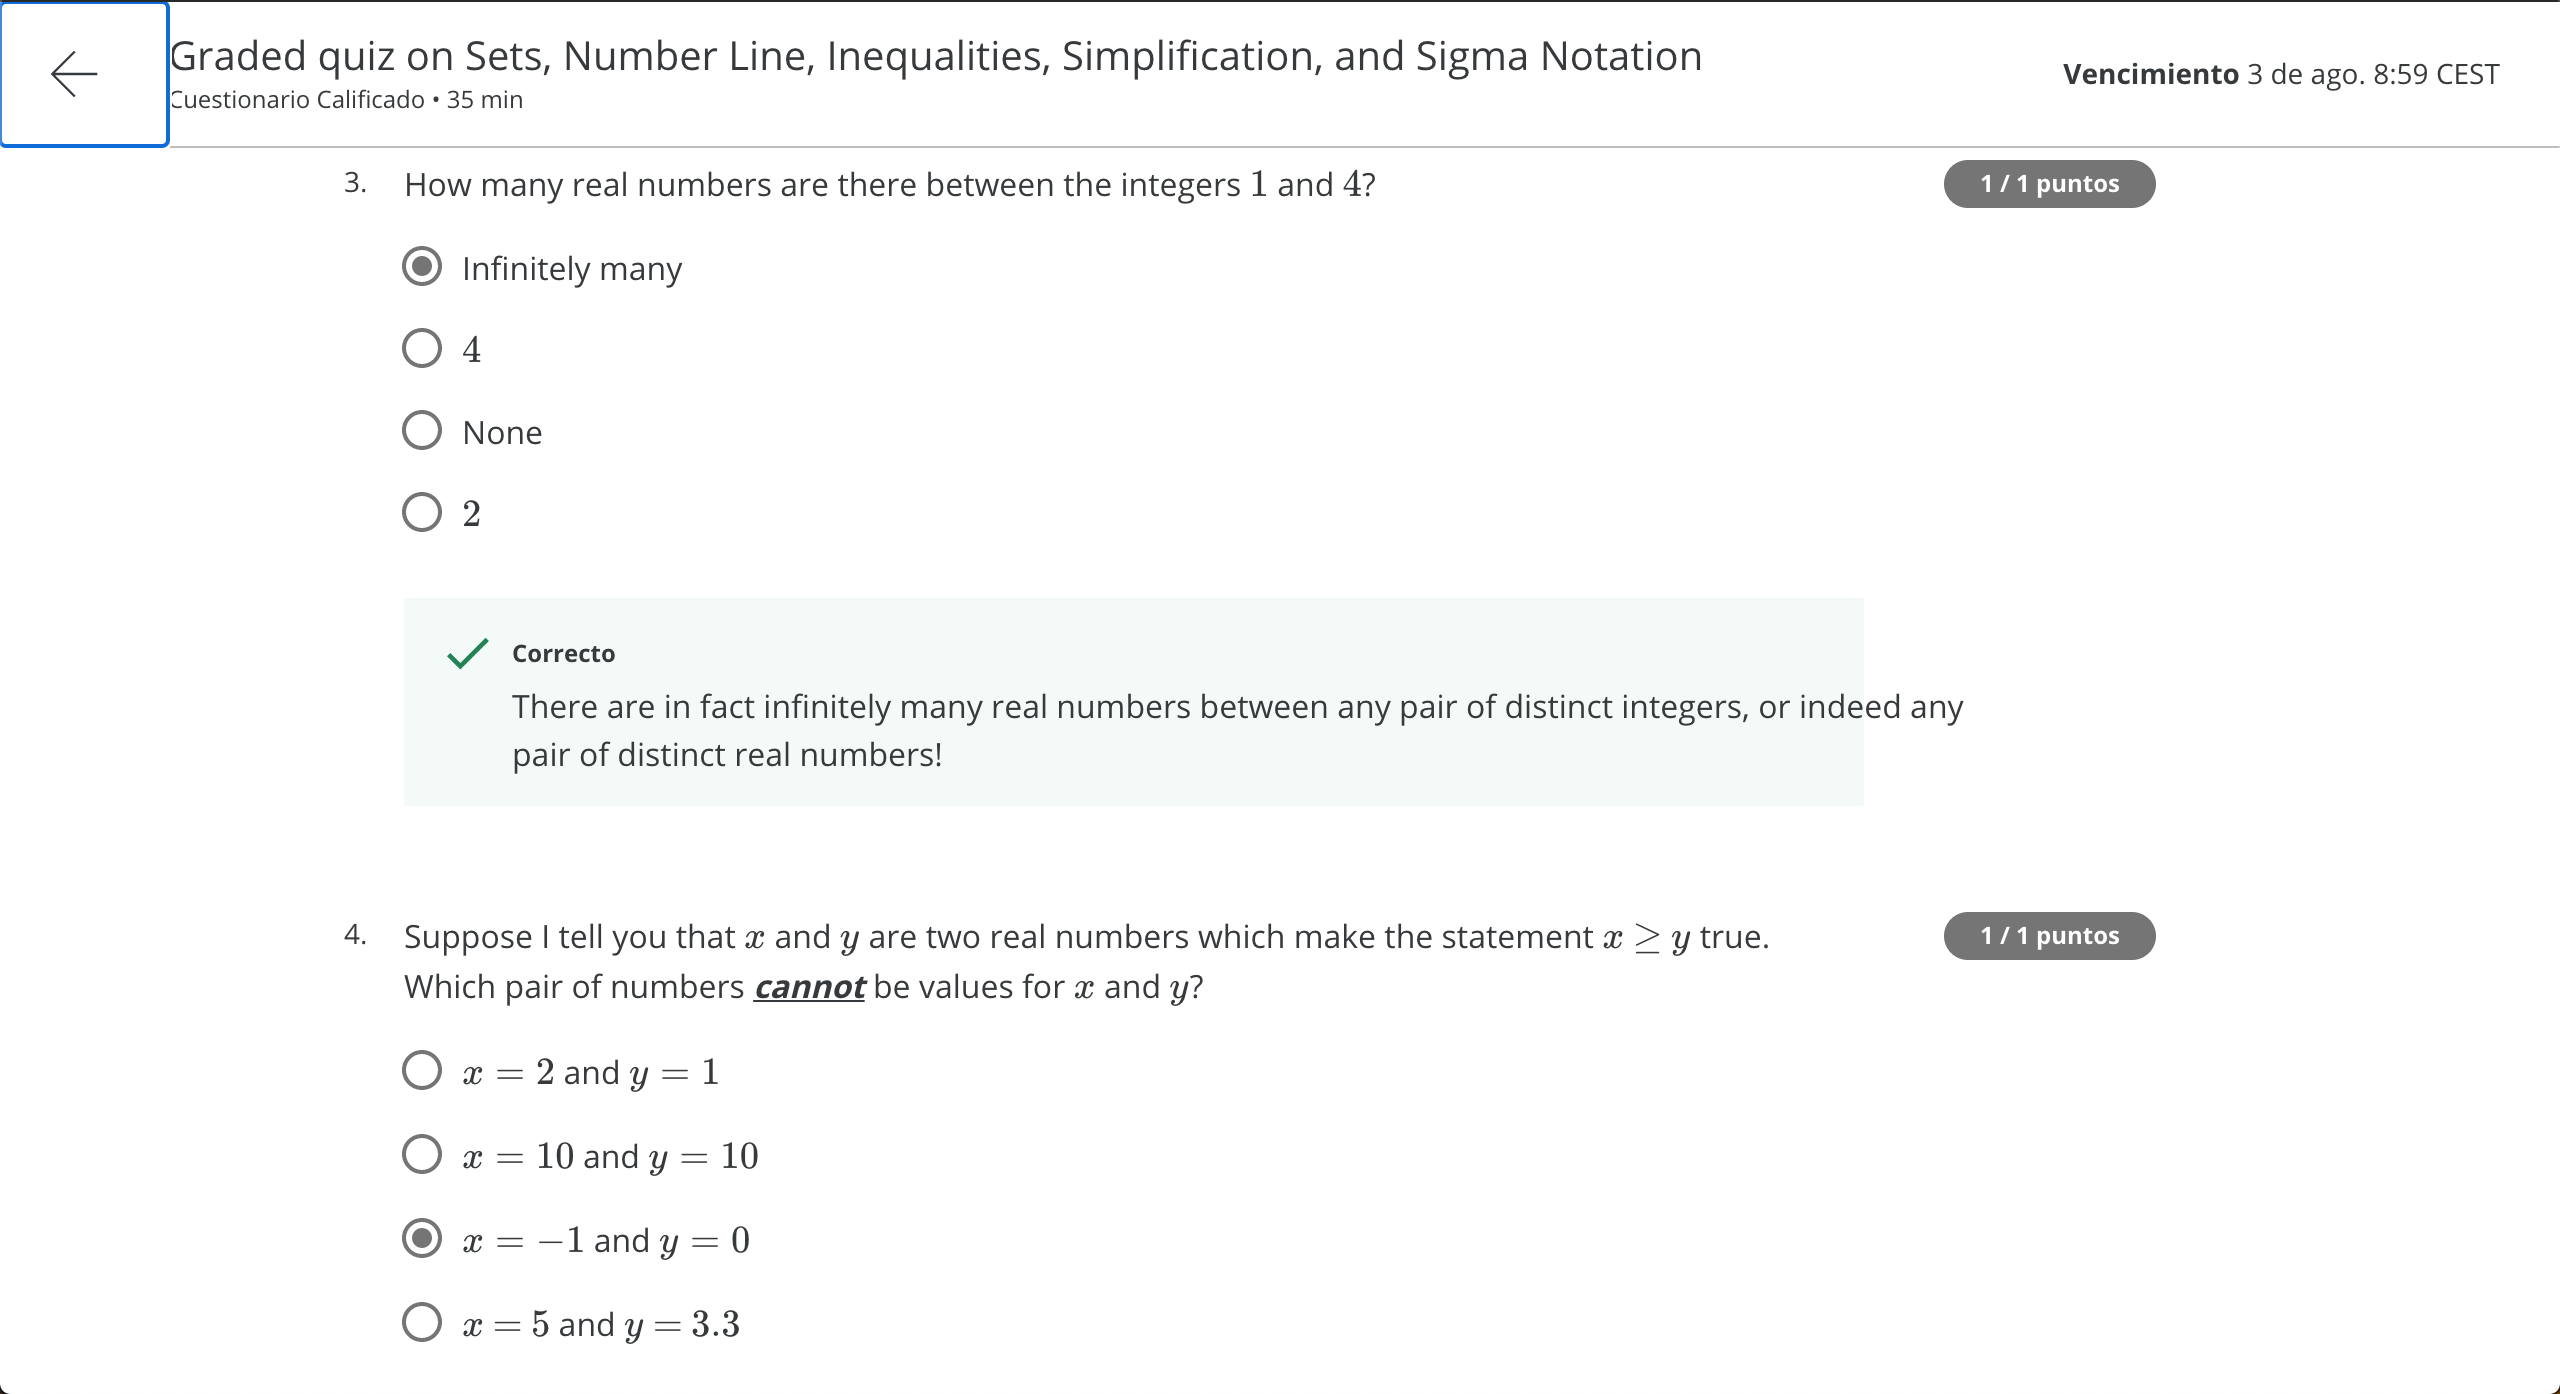 Graded quiz on Sets, Number Line, Inequalities, Simplification, and Sigma Notation
Cuestionario Calificado • 35 min
Vencimiento 3 de ago. 8:59 CEST
3. How many real numbers are there between the integers 1 and 4?
1 / 1 puntos
Infinitely many
4
None
2
Correcto
There are in fact infinitely many real numbers between any pair of distinct integers, or indeed any
pair of distinct real numbers!
4. Suppose I tell you that x and y are two real numbers which make the statement x ≥ y true.
1 / 1 puntos
Which pair of numbers cannot be values for x and y?
x = 2 and y = 1
x = 10 and y = 10
x = −1 and y = 0
x = 5 and y = 3.3